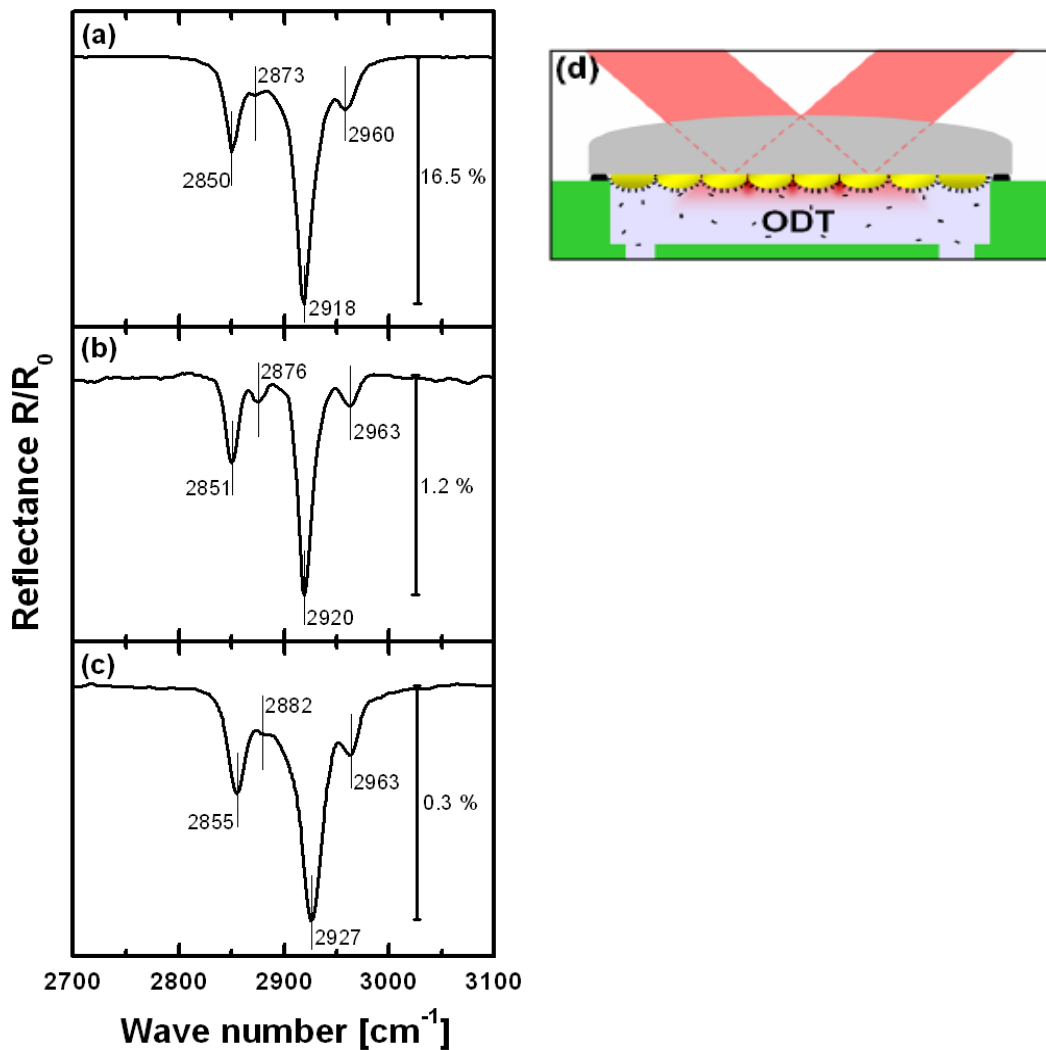 (a)
2873
2960
2850
16.5 %
2918
(b)
2876
2963
2851
1.2 %
2920
(c)
2882
2963
2855
0.3 %
2927
2700 2800 2900 3000 3100
Wave number [cm-1]
Reflectance R/R0
(d)
ODT